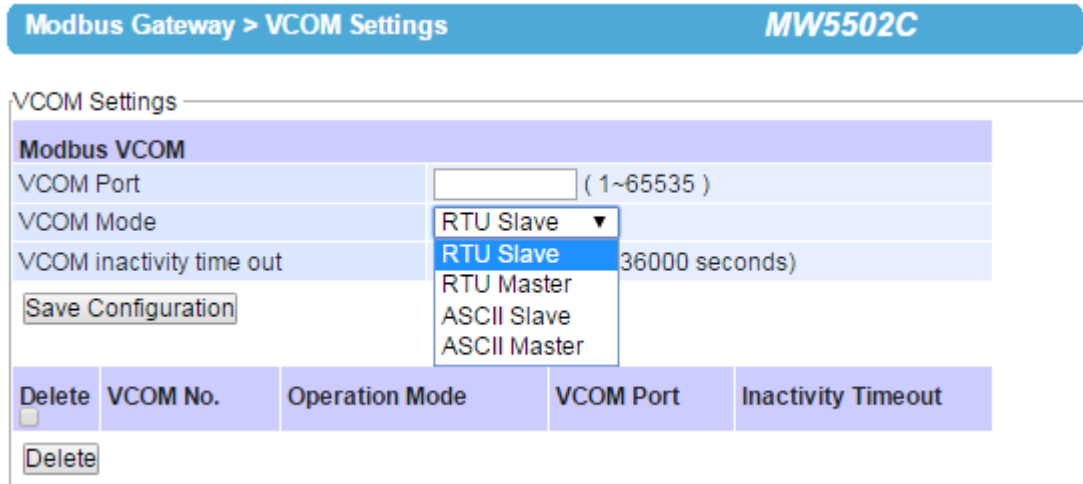 Modbus Gateway > VCOM Settings MW5502C
VCOM Settings
Modbus VCOM
VCOM Port ( 1~65535 )
VCOM Mode RTU Slave ▼
VCOM inactivity time out 36000 seconds)
RTU Slave
RTU Master
ASCII Slave
ASCII Master
Save Configuration
Delete VCOM No. Operation Mode VCOM Port Inactivity Timeout
Delete